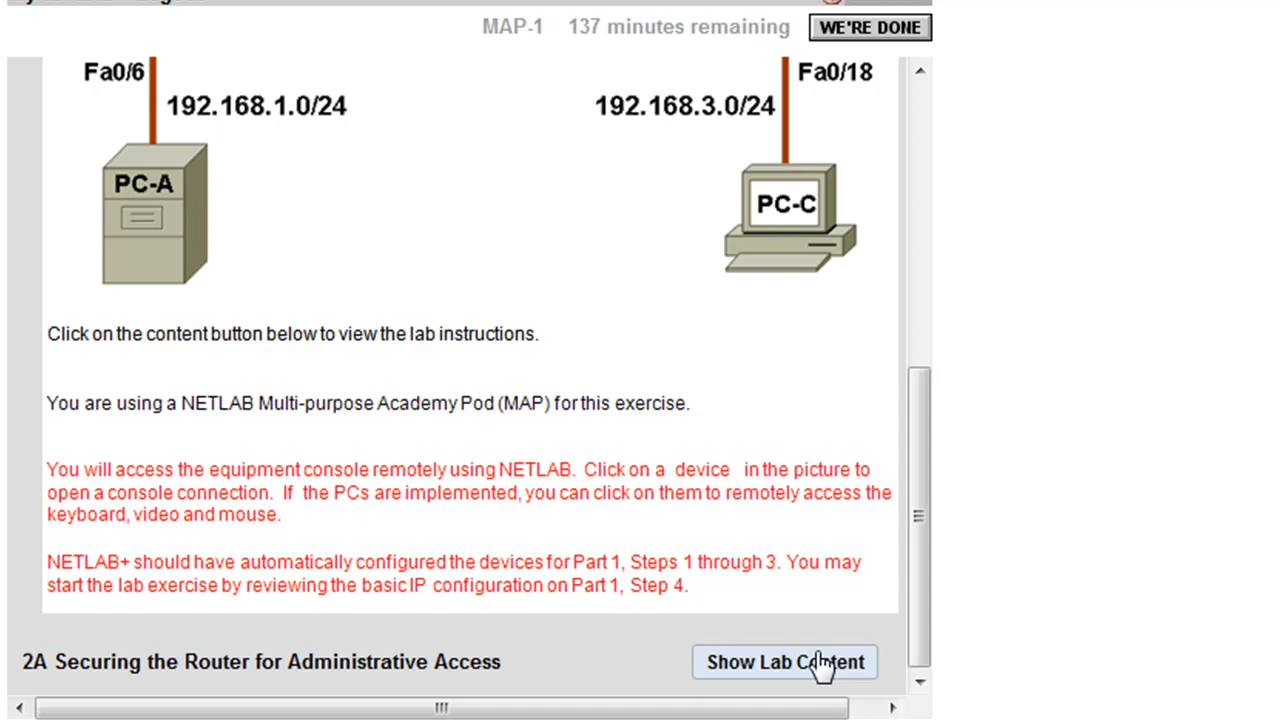 MAP-1 137 minutes remaining WE'RE DONE
Fa0/6 Fa0/18
192.168.1.0/24 192.168.3.0/24
PC-A PC-C
Click on the content button below to view the lab instructions.
You are using a NETLAB Multi-purpose Academy Pod (MAP) for this exercise.
You will access the equipment console remotely using NETLAB. Click on a device in the picture to
open a console connection. If the PCs are implemented, you can click on them to remotely access the
keyboard, video and mouse.
NETLAB+ should have automatically configured the devices for Part 1, Steps 1 through 3. You may
start the lab exercise by reviewing the basic IP configuration on Part 1, Step 4.
2A Securing the Router for Administrative Access Show Lab Content